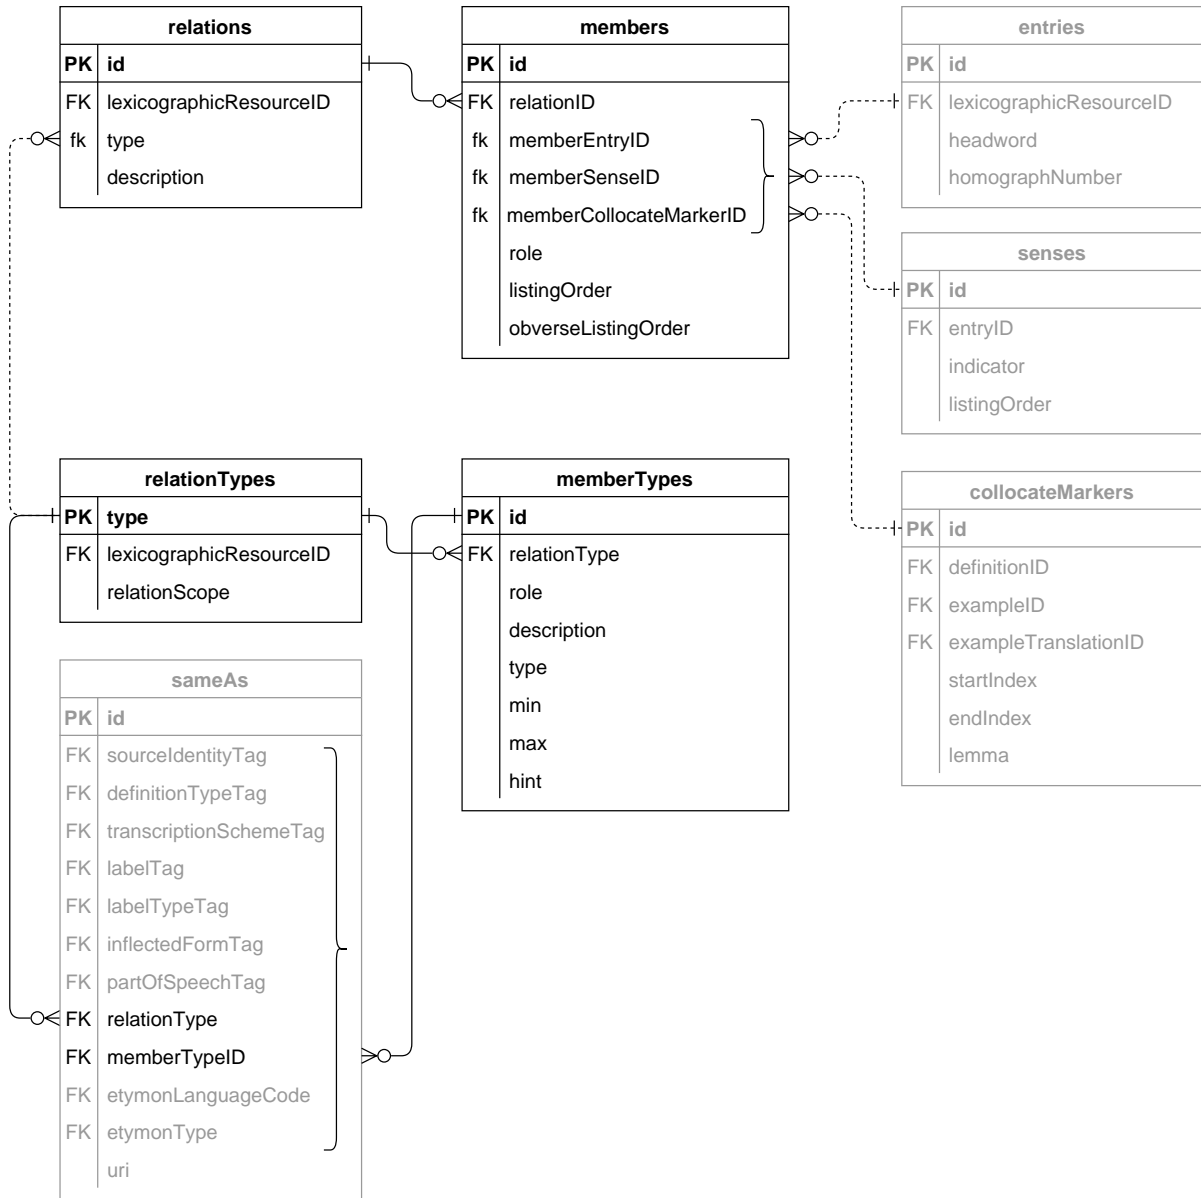 relations
PK id
FK lexicographicResourceID
fk type
description
members
PK id
FK relationID
fk memberEntryID
fk memberSenseID
fk memberCollocateMarkerID
role
listingOrder
obverseListingOrder
entries
PK id
FK lexicographicResourceID
headword
homographNumber
senses
PK id
FK entryID
indicator
listingOrder
relationTypes
PK type
FK lexicographicResourceID
relationScope
memberTypes
PK id
FK relationType
role
description
type
min
max
hint
collocateMarkers
PK id
FK definitionID
FK exampleID
FK exampleTranslationID
startIndex
endIndex
lemma
sameAs
PK id
FK sourceIdentityTag
FK definitionTypeTag
FK transcriptionSchemeTag
FK labelTag
FK labelTypeTag
FK inflectedFormTag
FK partOfSpeechTag
FK relationType
FK memberTypeID
FK etymonLanguageCode
FK etymonType
uri